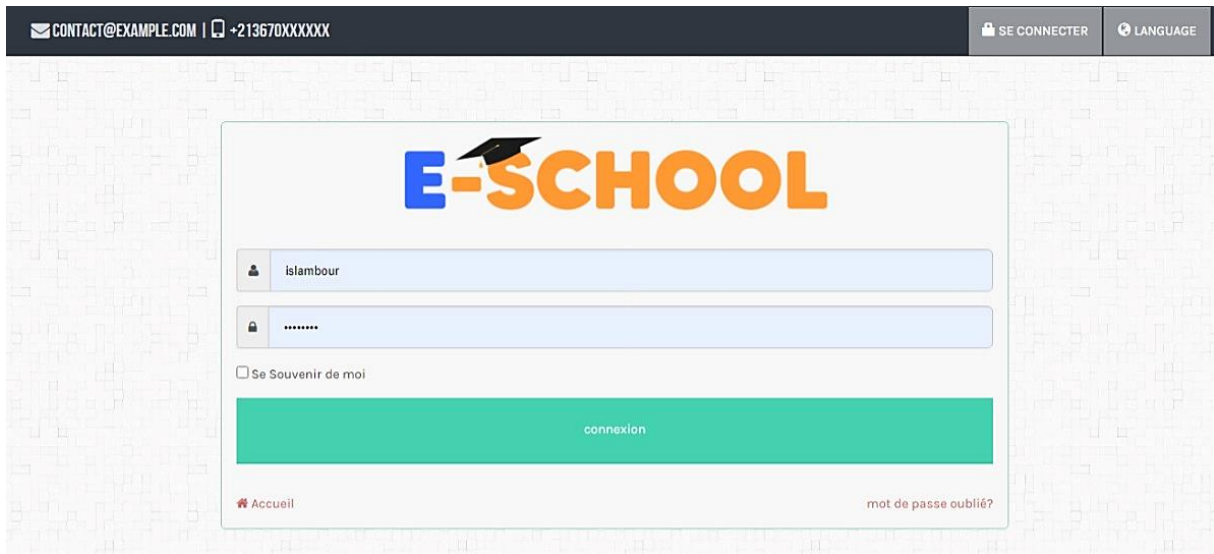 CONTACT@EXAMPLE.COM | +213670XXXXXX SE CONNECTER LANGUAGE
E-SCHOOL
islambour
••••••••
Se Souvenir de moi
connexion
Accueil mot de passe oublié?